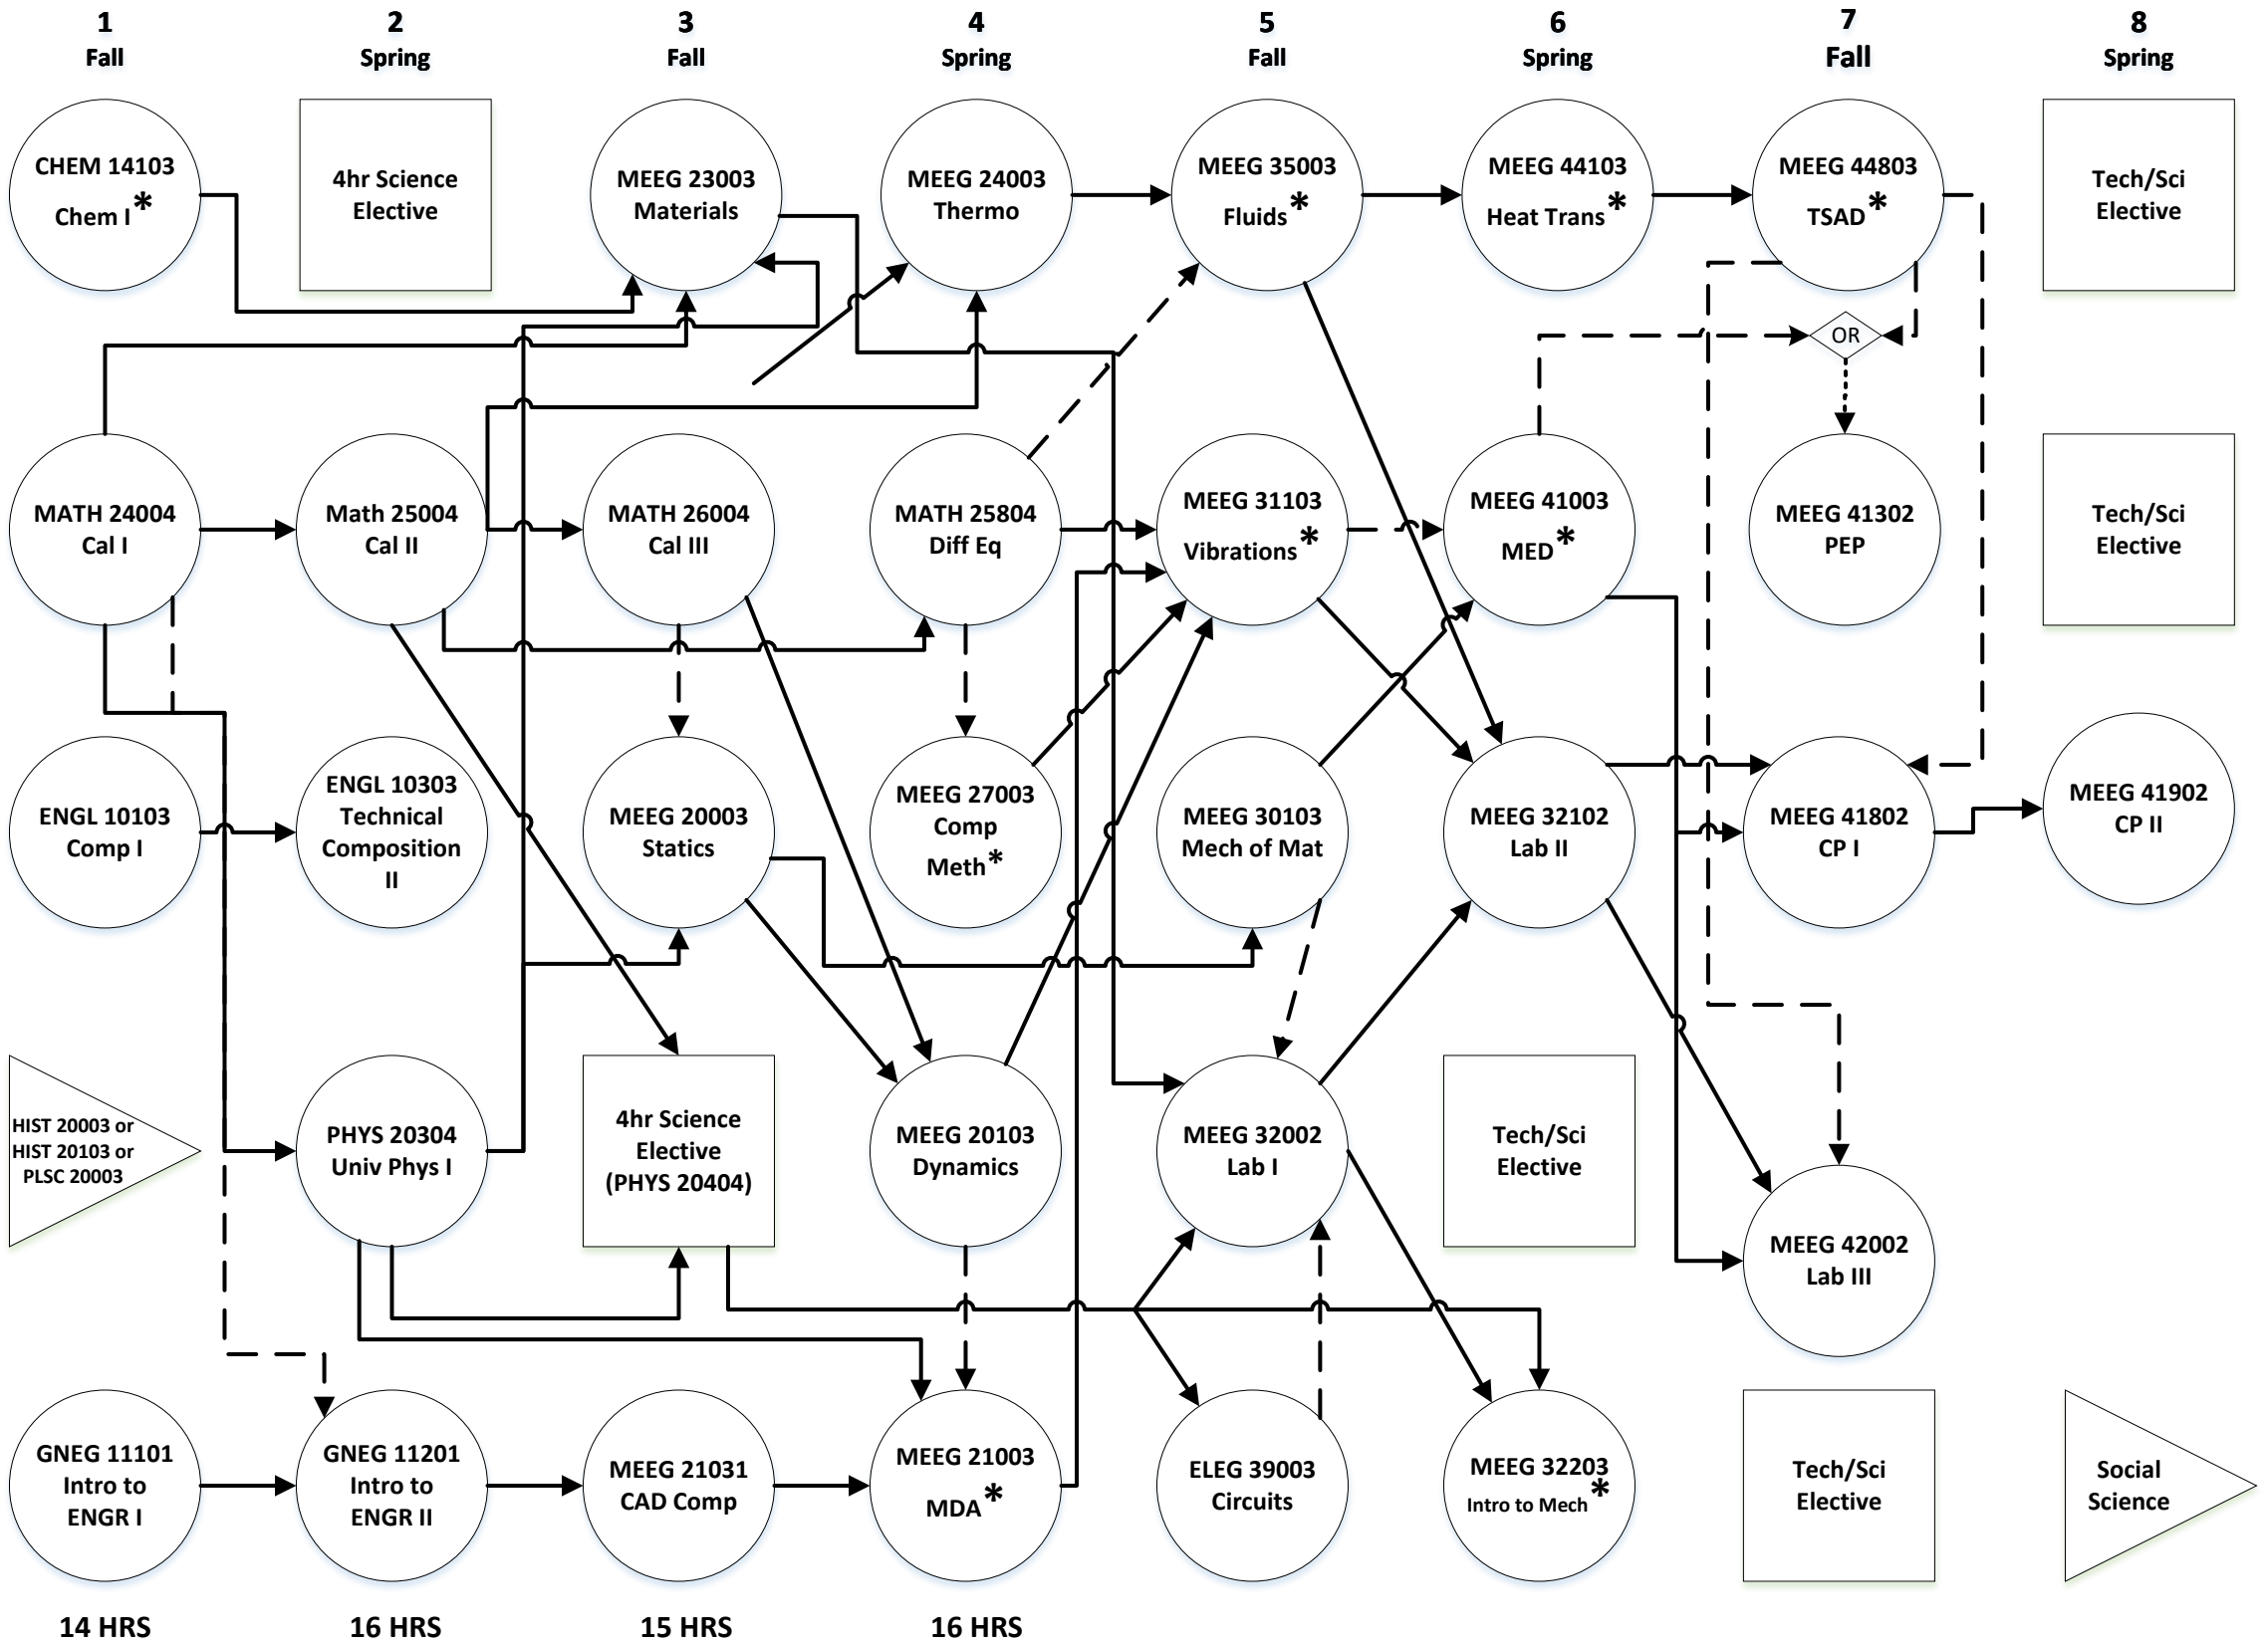 1
Fall
2
Spring
3
Fall
4
Spring
5
Fall
6
Spring
7
Fall
8
Spring
CHEM 14103
Chem I*
4hr Science
Elective
MEEG 23003
Materials
MEEG 24003
Thermo
MEEG 35003
Fluids*
MEEG 44103
Heat Trans*
MEEG 44803
TSAD*
Tech/Sci
Elective
OR
MATH 24004
Cal I
Math 25004
Cal II
MATH 26004
Cal III
MATH 25804
Diff Eq
MEEG 31103
Vibrations*
MEEG 41003
MED*
MEEG 41302
PEP
Tech/Sci
Elective
ENGL 10103
Comp I
ENGL 10303
Technical
Composition
II
MEEG 20003
Statics
MEEG 27003
Comp
Meth*
MEEG 30103
Mech of Mat
MEEG 32102
Lab II
MEEG 41802
CP I
MEEG 41902
CP II
HIST 20003 or
HIST 20103 or
PLSC 20003
PHYS 20304
Univ Phys I
4hr Science
Elective
(PHYS 20404)
MEEG 20103
Dynamics
MEEG 32002
Lab I
Tech/Sci
Elective
MEEG 42002
Lab III
GNEG 11101
Intro to
ENGR I
GNEG 11201
Intro to
ENGR II
MEEG 21031
CAD Comp
MEEG 21003
MDA*
ELEG 39003
Circuits
MEEG 32203
Intro to Mech*
Tech/Sci
Elective
Social
Science
14 HRS
16 HRS
15 HRS
16 HRS